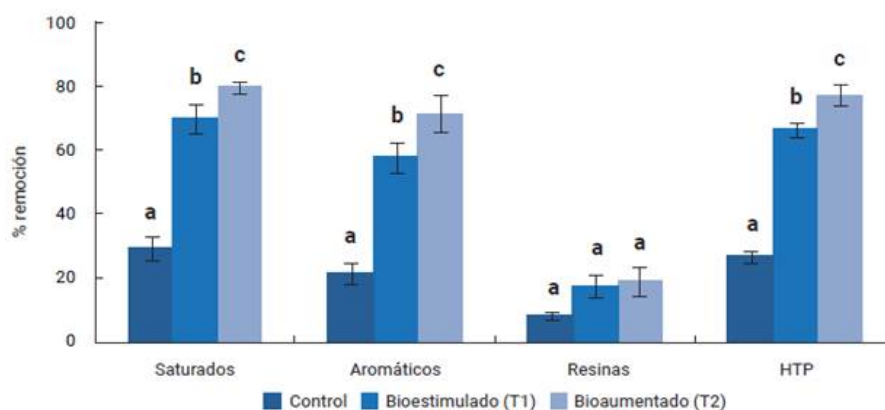 100
80
60
40
20
0
% remoción
a
b
c
a
b
c
a
a
a
a
b
c
Saturados
Aromáticos
Resinas
HTP
Control
Bioestimulado (T1)
Bioaumentado (T2)